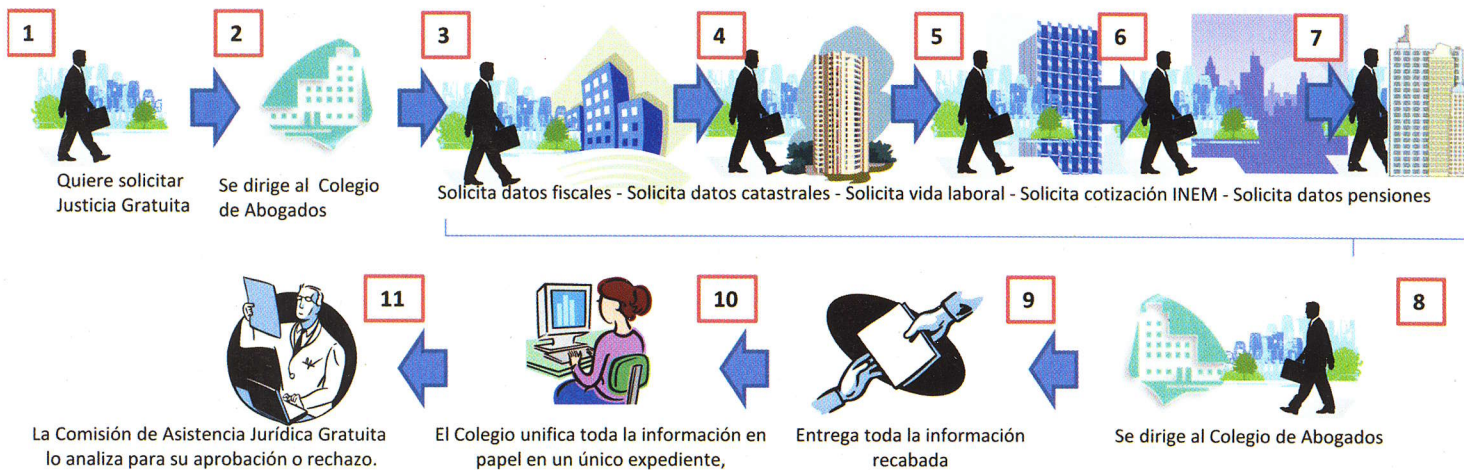 1
2
3
4
5
6
7
Quiere solicitar
Justicia Gratuita
Se dirige al Colegio
de Abogados
Solicita datos fiscales - Solicita datos catastrales - Solicita vida laboral - Solicita cotización INEM - Solicita datos pensiones
8
Se dirige al Colegio de Abogados
9
Entrega toda la información
recabada
10
El Colegio unifica toda la información en
papel en un único expediente,
11
La Comisión de Asistencia Jurídica Gratuita
lo analiza para su aprobación o rechazo.